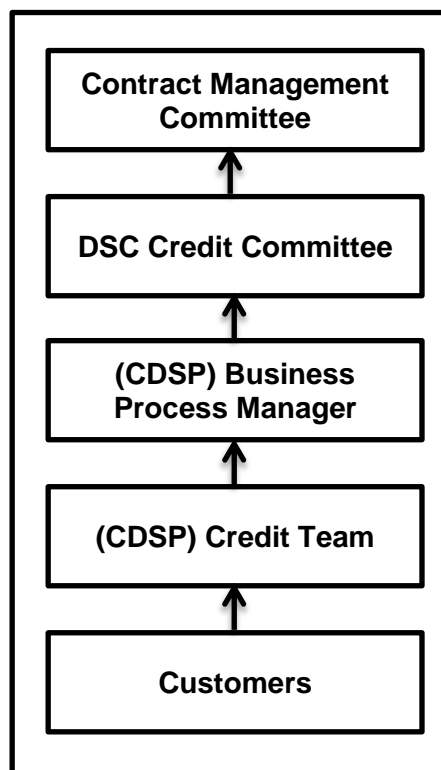 Contract Management
Committee
DSC Credit Committee
(CDSP) Business
Process Manager
(CDSP) Credit Team
Customers